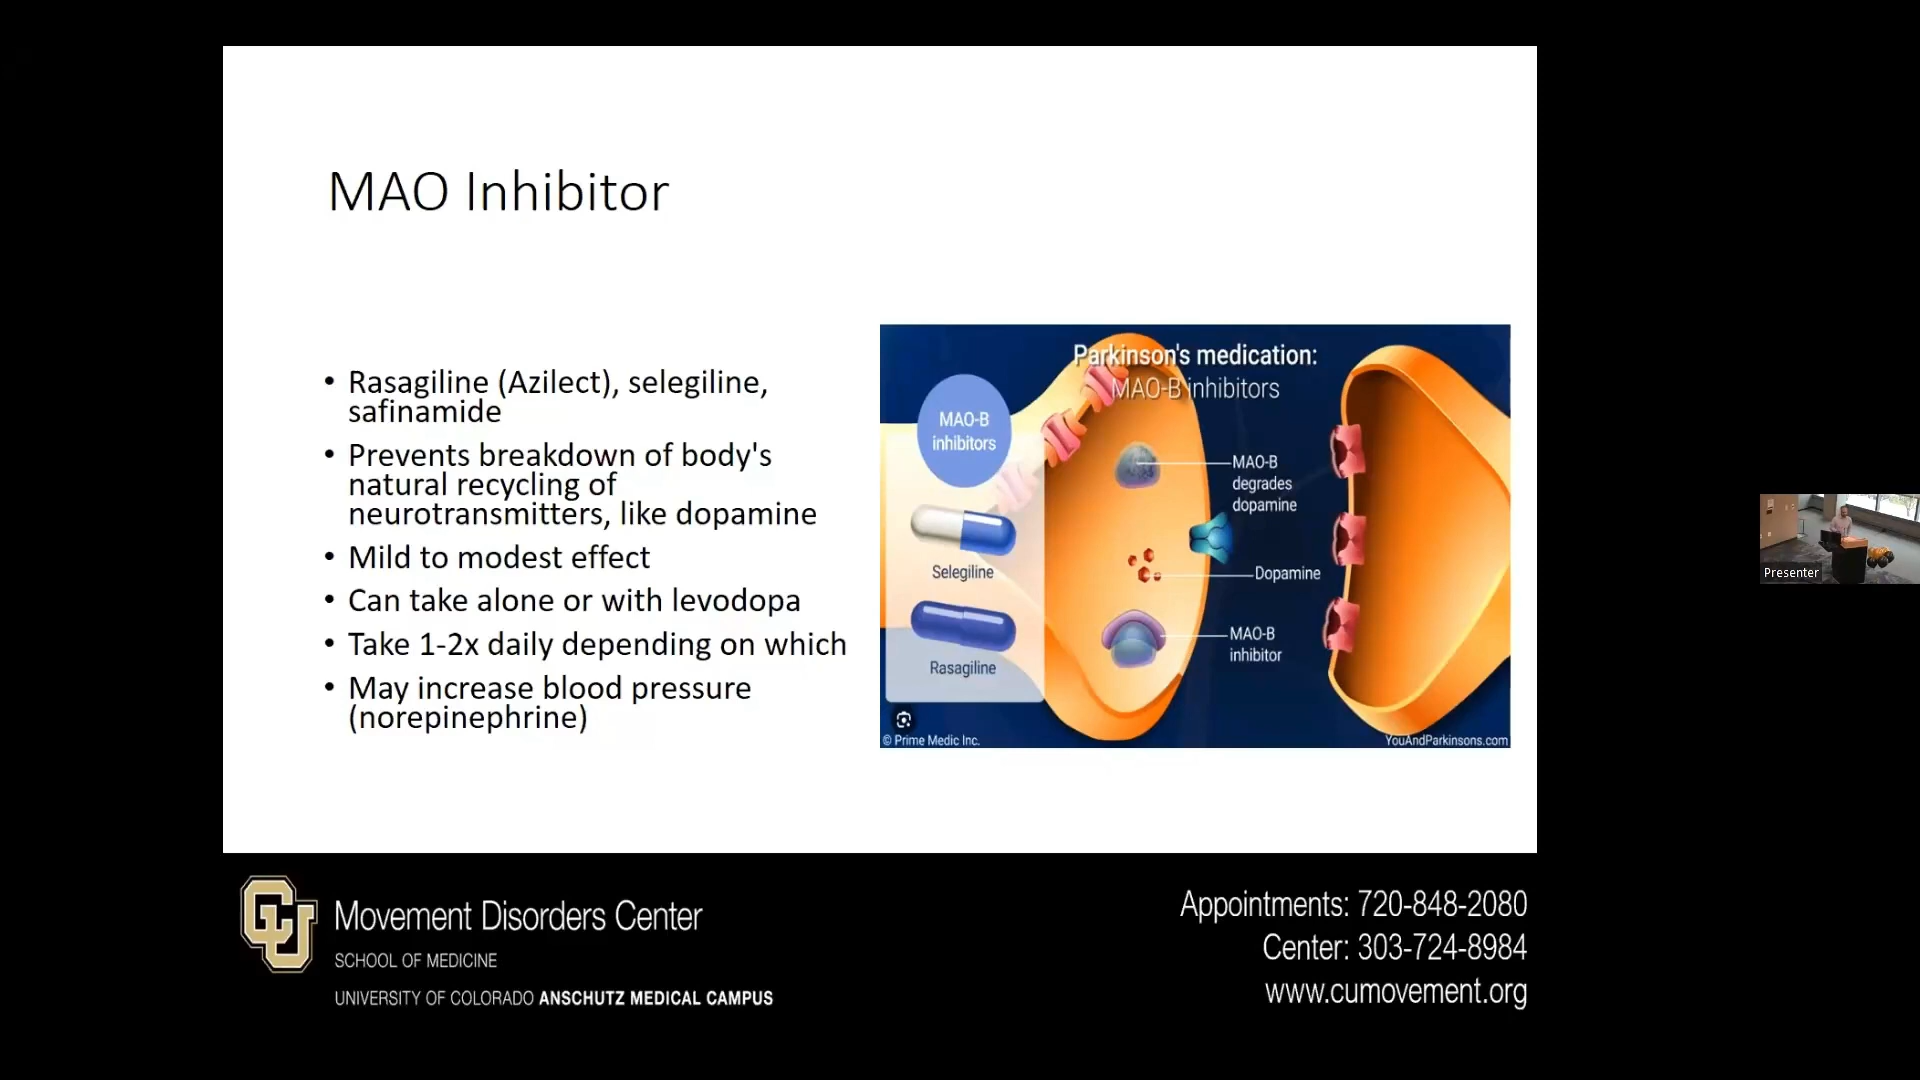 MAO Inhibitor
• Rasagiline (Azilect), selegiline,
safinamide
• Prevents breakdown of body's
natural recycling of
neurotransmitters, like dopamine
• Mild to modest effect
• Can take alone or with levodopa
• Take 1-2x daily depending on which
• May increase blood pressure
(norepinephrine)
Parkinson's medication:
MAO-B inhibitors
MAO-B
inhibitors
Selegiline
Rasagiline
MAO-B
degrades
dopamine
Dopamine
MAO-B
inhibitor
© Prime Medic Inc.
YouAndParkinsons.com
Presenter
CU
Movement Disorders Center
SCHOOL OF MEDICINE
UNIVERSITY OF COLORADO ANSCHUTZ MEDICAL CAMPUS
Appointments: 720-848-2080
Center: 303-724-8984
www.cumovement.org